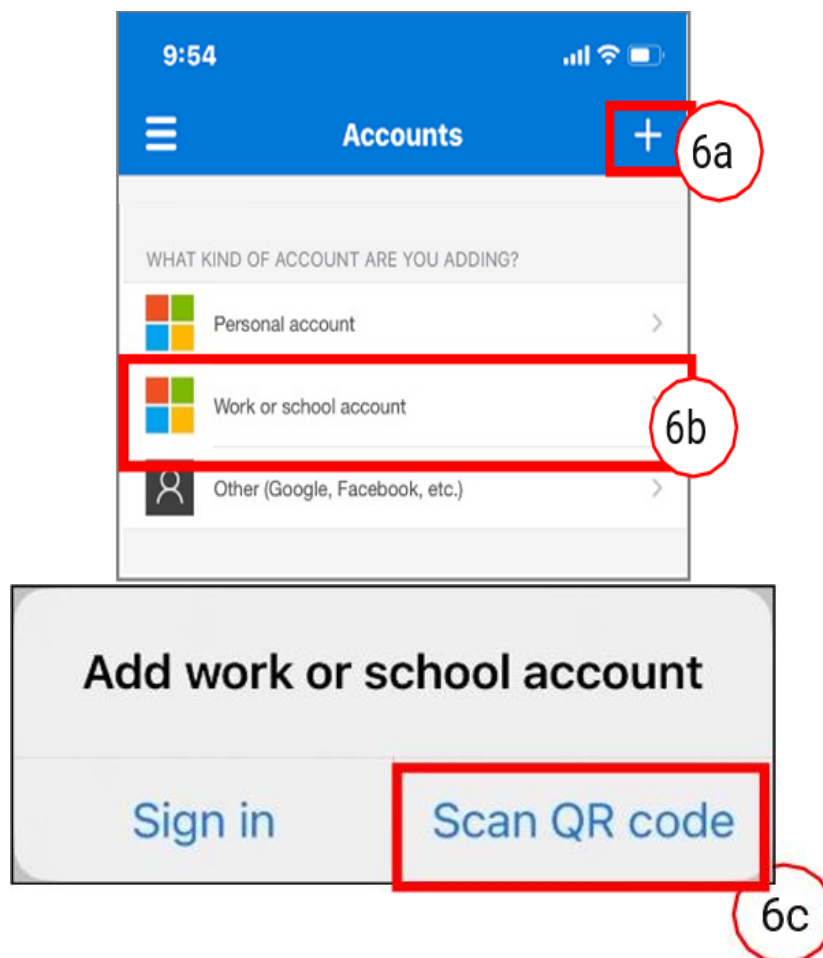 9:54
Accounts
6a
WHAT KIND OF ACCOUNT ARE YOU ADDING?
Personal account
Work or school account
6b
Other (Google, Facebook, etc.)
Add work or school account
Sign in
Scan QR code
6c